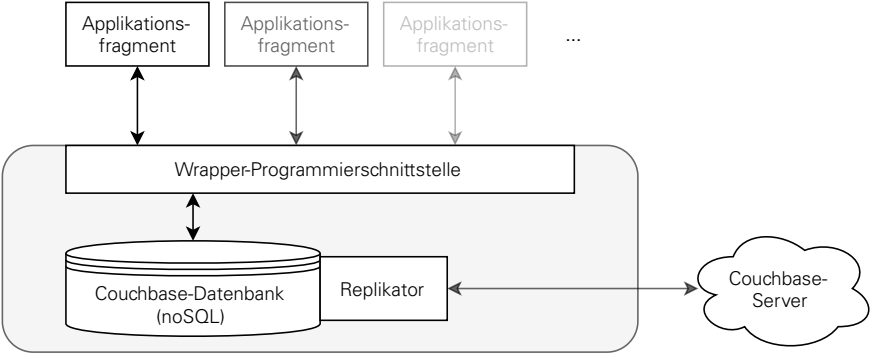 Applikations-
fragment
Applikations-
fragment
Applikations-
fragment
...
Wrapper-Programmierschnittstelle
Couchbase-Datenbank
(noSQL)
Replikator
Couchbase-
Server